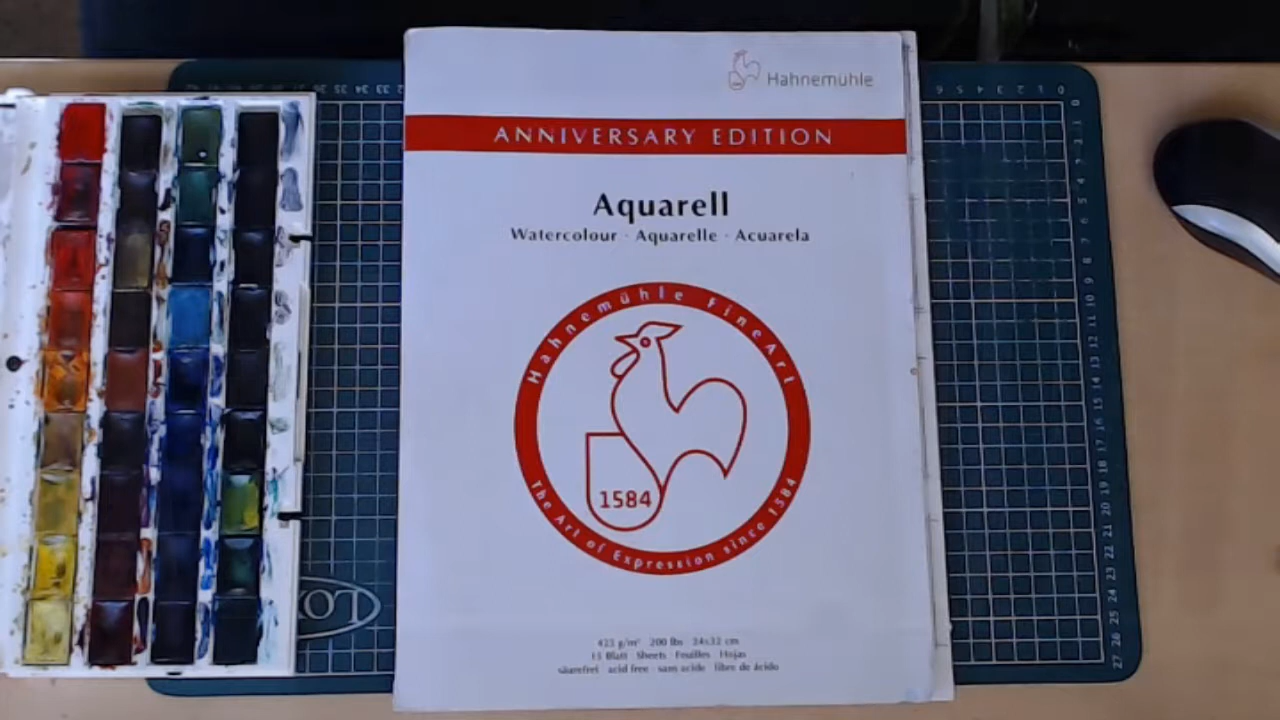 Hahnemühle
ANNIVERSARY EDITION
Aquarell
Watercolour · Aquarelle · Acuarela
Hahnemühle FineArt
1584
The Art of Expression since 1584
425 g/m² 200 lbs 24x32 cm
15 Blatt · Sheets · Feuilles · Hojas
säurefrei · acid free · sans acide · libre de ácido